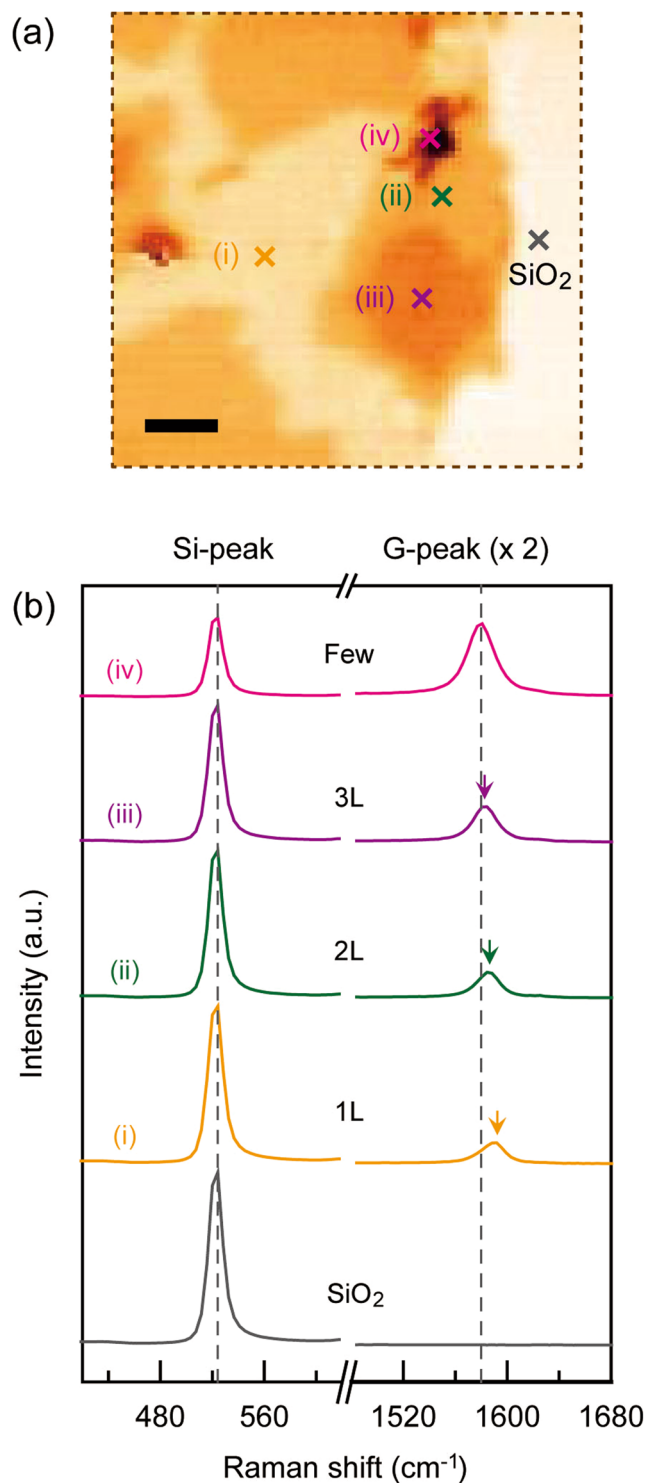 (a)
(iv)
(ii)
(i)
SiO₂
(iii)
Si-peak
G-peak (x 2)
(b)
(iv)
Few
(iii)
3L
(ii)
2L
(i)
1L
SiO₂
Intensity (a.u.)
480
560
1520
1600
1680
Raman shift (cm⁻¹)